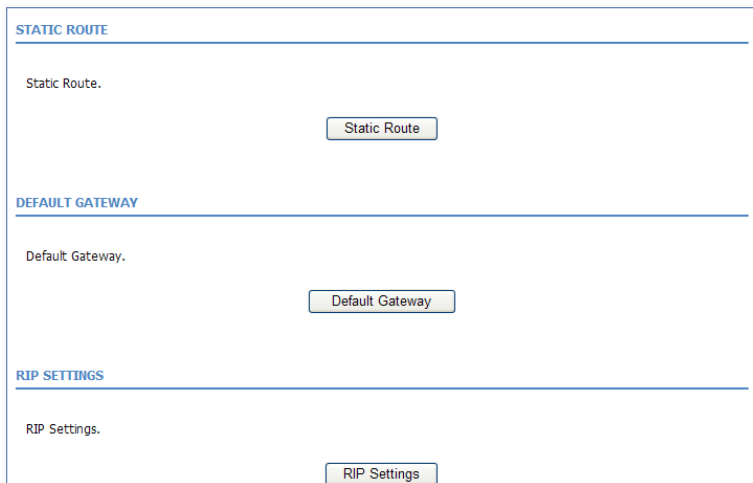 STATIC ROUTE
Static Route.
Static Route
DEFAULT GATEWAY
Default Gateway.
Default Gateway
RIP SETTINGS
RIP Settings.
RIP Settings